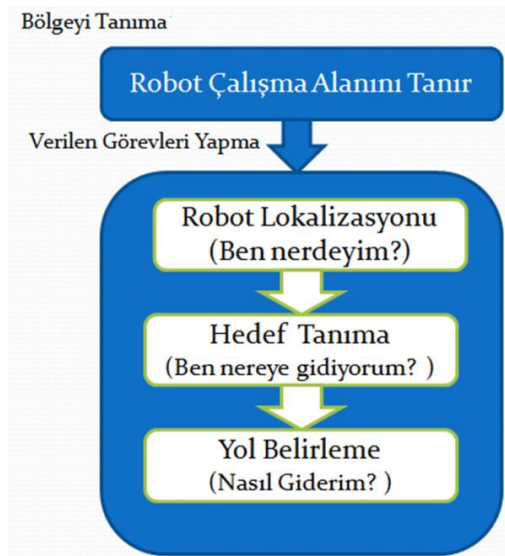 Bölgeyi Tanıma
Robot Çalışma Alanını Tanır
Verilen Görevleri Yapma
Robot Lokalizasyonu
(Ben nerdeyim?)
Hedef Tanıma
(Ben nereye gidiyorum? )
Yol Belirleme
(Nasıl Giderim? )